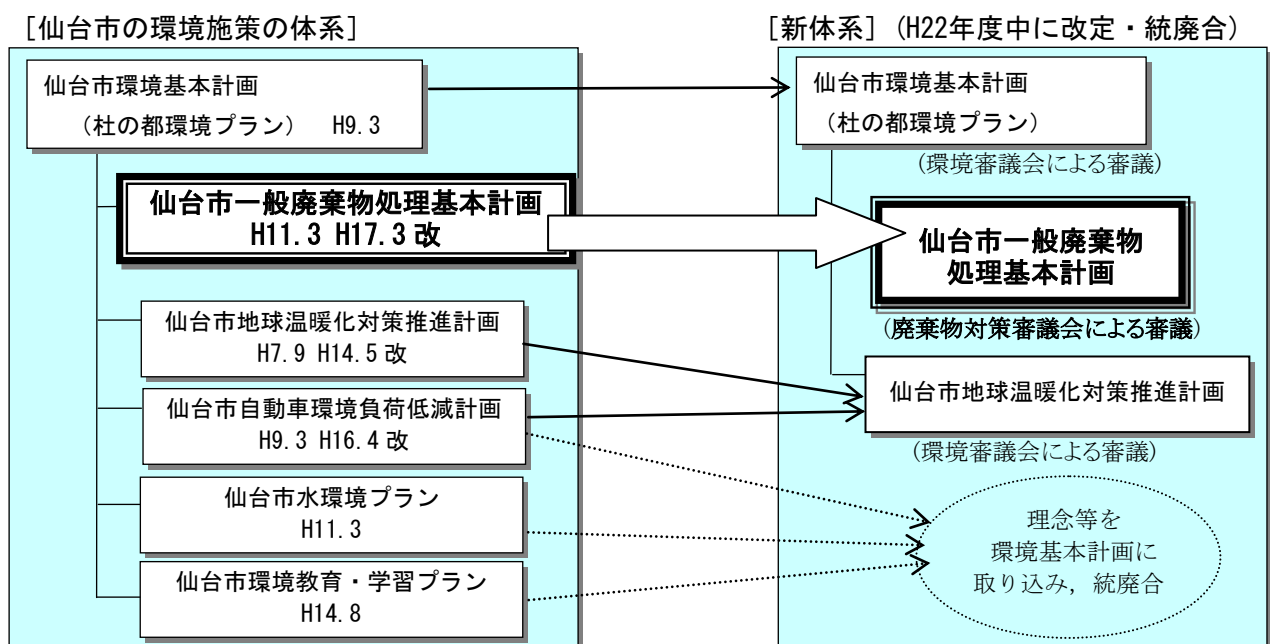 ［仙台市の環境施策の体系］
仙台市環境基本計画
（杜の都環境プラン）　H9.3
仙台市一般廃棄物処理基本計画
H11.3 H17.3 改
仙台市地球温暖化対策推進計画
H7.9 H14.5 改
仙台市自動車環境負荷低減計画
H9.3 H16.4 改
仙台市水環境プラン
H11.3
仙台市環境教育・学習プラン
H14.8
［新体系］(H22年度中に改定・統廃合)
仙台市環境基本計画
（杜の都環境プラン）
(環境審議会による審議)
仙台市一般廃棄物
処理基本計画
(廃棄物対策審議会による審議)
仙台市地球温暖化対策推進計画
(環境審議会による審議)
理念等を
環境基本計画に
取り込み，統廃合